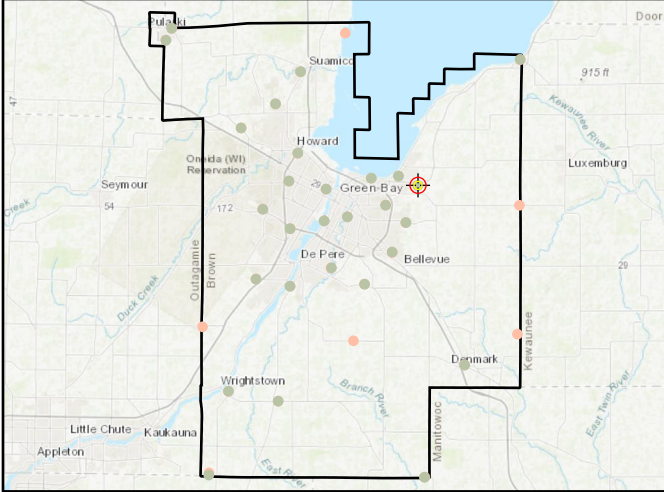 Pulaski
Door
Suamico
915 ft
47
Kewaunee River
Howard
Oneida (WI)
Reservation
Luxemburg
Seymour
29
Green Bay
Creek
54
172
De Pere
Bellevue
Outagamie
Brown
29
Duck Creek
Kewaunee
Denmark
Wrightstown
Branch River
East Twin River
Little Chute
Kaukauna
Manitowoc
Appleton
East River